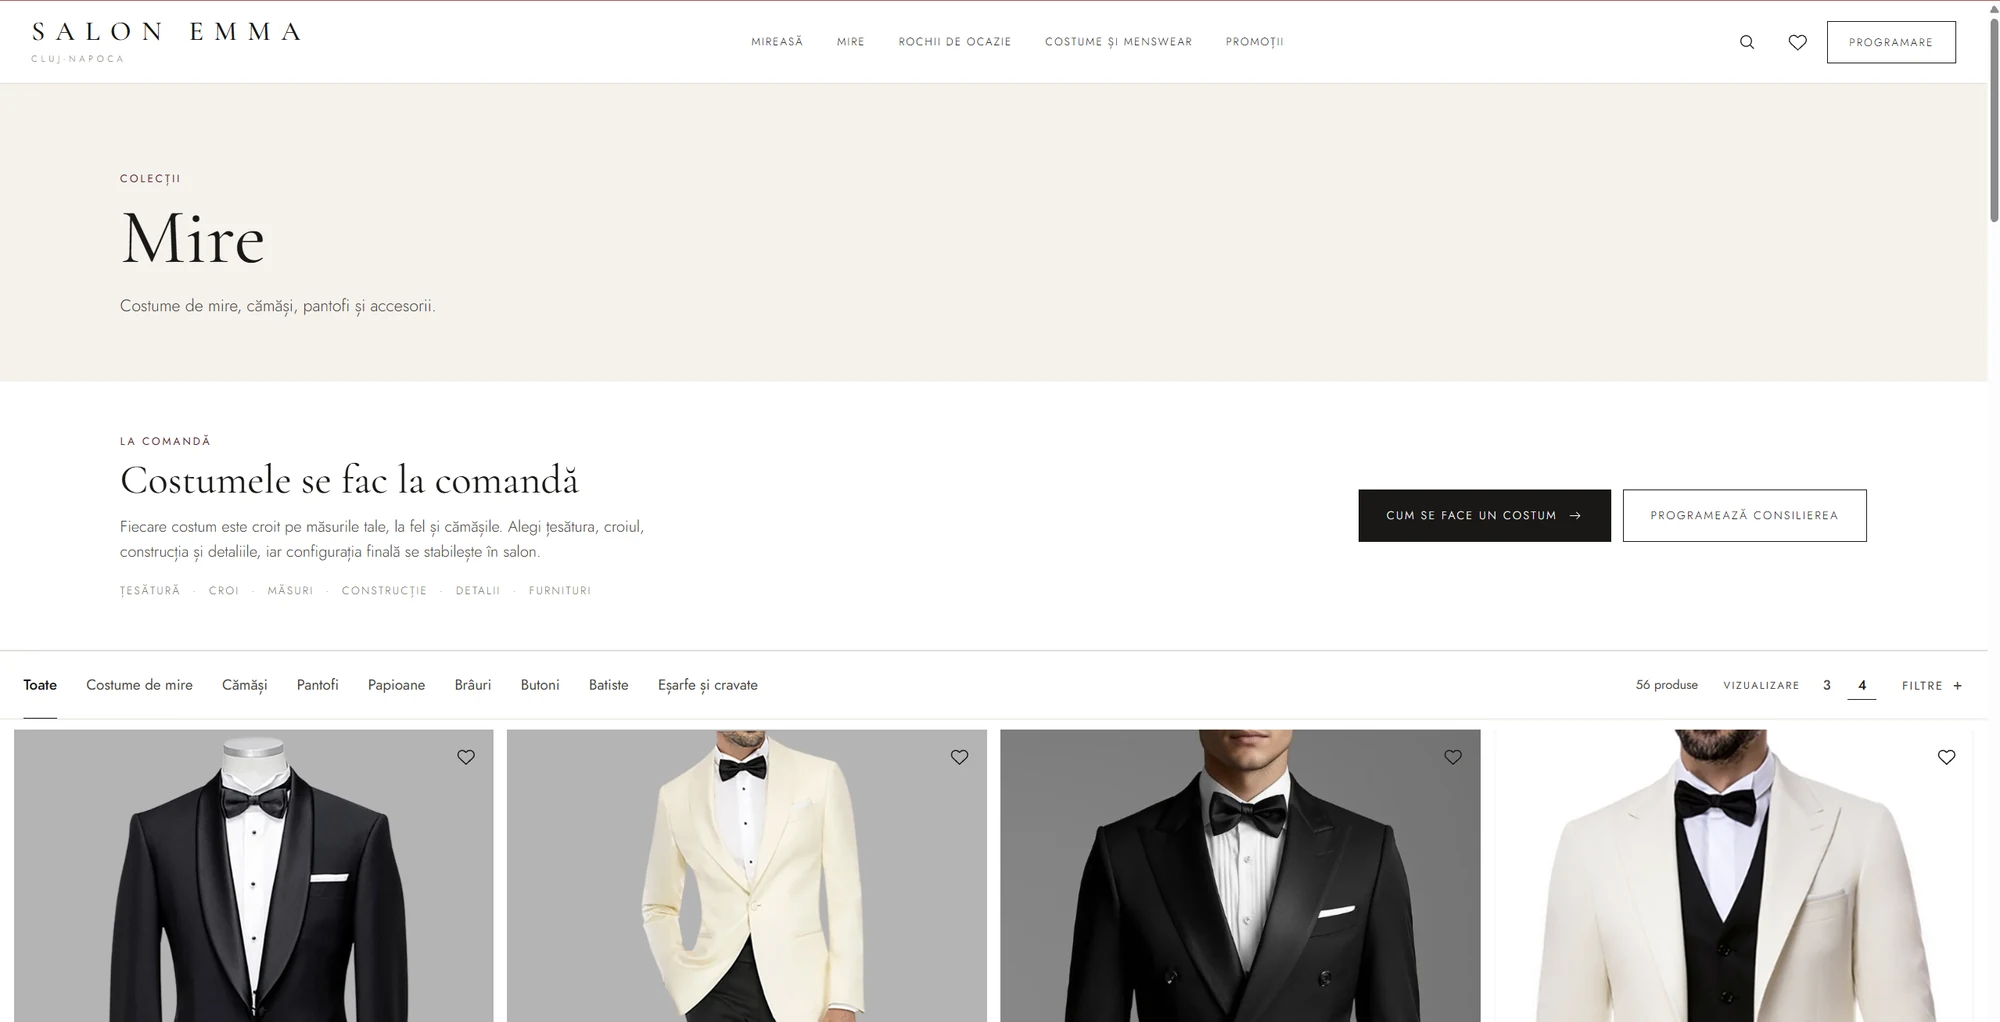 SALON EMMA
CLUJ-NAPOCA
MIREASĂ
MIRE
ROCHII DE OCAZIE
COSTUME ȘI MENSWEAR
PROMOȚII
PROGRAMARE
COLECȚII
Mire
Costume de mire, cămăși, pantofi și accesorii.
LA COMANDĂ
Costumele se fac la comandă
Fiecare costum este croit pe măsurile tale, la fel și cămășile. Alegi țesătura, croiul,
construcția și detaliile, iar configurația finală se stabilește în salon.
ȚESĂTURĂ · CROI · MĂSURI · CONSTRUCȚIE · DETALII · FURNITURI
CUM SE FACE UN COSTUM →
PROGRAMEAZĂ CONSILIEREA
Toate
Costume de mire
Cămăși
Pantofi
Papioane
Brâuri
Butoni
Batiste
Eșarfe și cravate
56 produse
VIZUALIZARE
3
4
FILTRE +